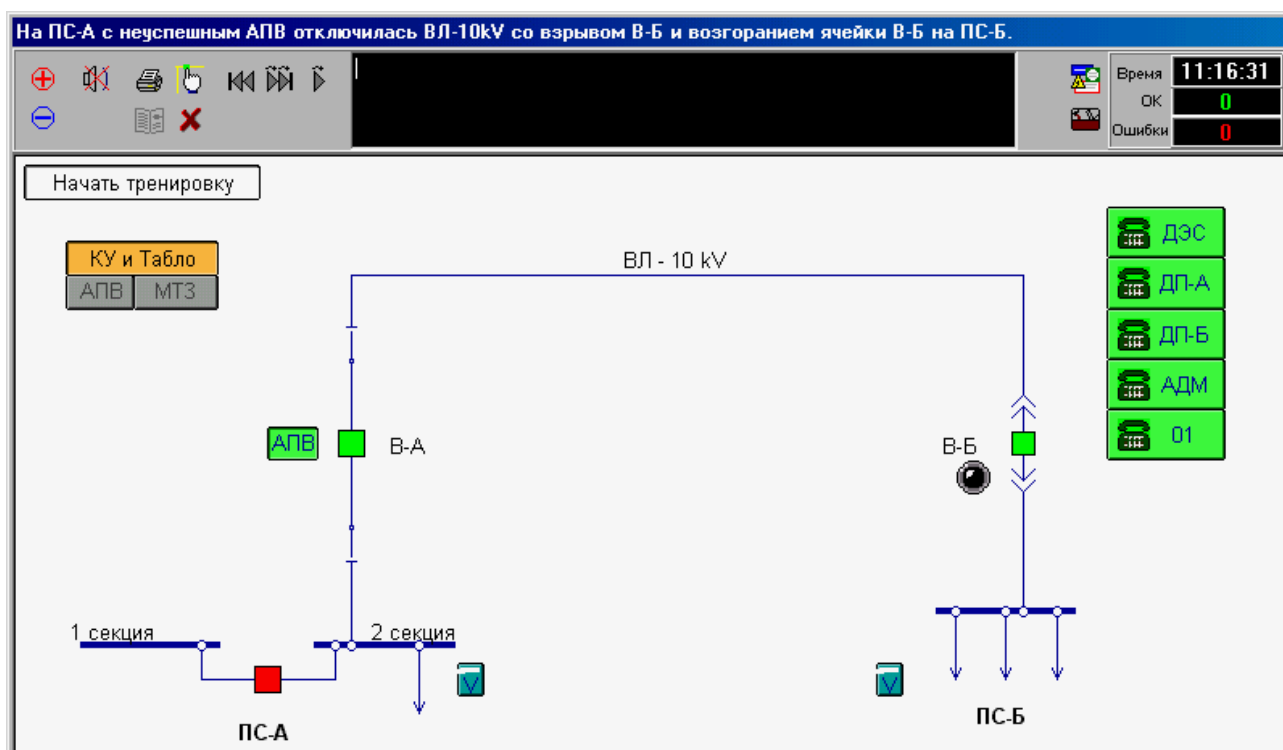 На ПС-А с неуспешным АПВ отключилась ВЛ-10kV со взрывом В-Б и возгоранием ячейки В-Б на ПС-Б.
Время 11:16:31
ОК 0
Ошибки 0
Начать тренировку
КУ и Табло
АПВ МТЗ
ВЛ - 10 kV
ДЭС
ДП-А
ДП-Б
АДМ
01
АПВ
В-А
В-Б
1 секция
2 секция
V
V
ПС-А
ПС-Б